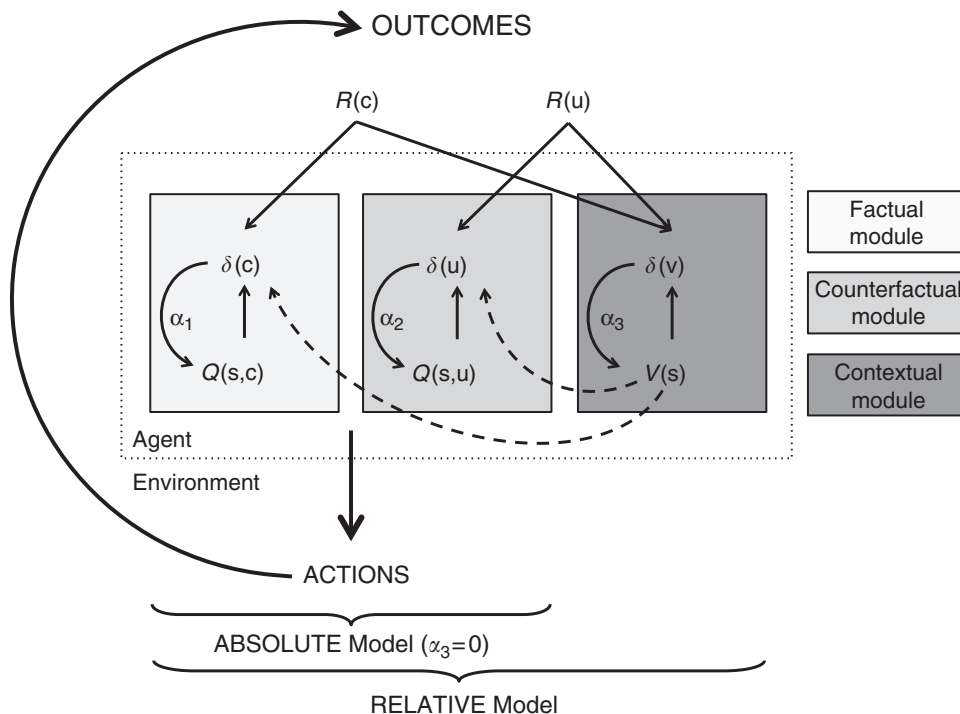 OUTCOMES
R(c) R(u)
δ(c) δ(u) δ(v)
α1 α2 α3
Q(s,c) Q(s,u) V(s)
Factual
module
Counterfactual
module
Contextual
module
Agent
Environment
ACTIONS
ABSOLUTE Model (α3=0)
RELATIVE Model